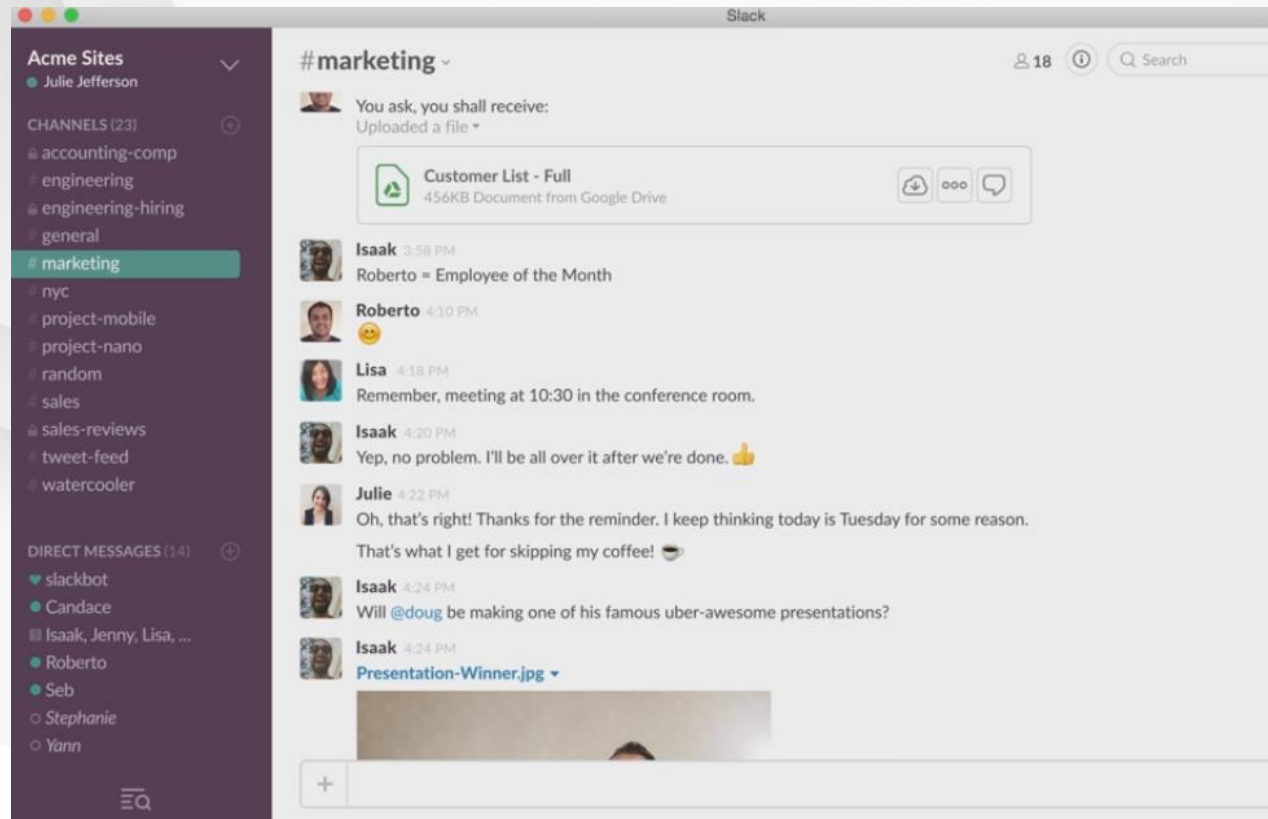 Slack
Acme Sites
Julie Jefferson
CHANNELS (23)
accounting-comp
# engineering
engineering-hiring
# general
# marketing
# nyc
# project-mobile
# project-nano
# random
# sales
sales-reviews
# tweet-feed
# watercooler
DIRECT MESSAGES (14)
slackbot
Candace
Isaak, Jenny, Lisa, ...
Roberto
Seb
Stephanie
Yann
#marketing
18
Search
You ask, you shall receive:
Uploaded a file
Customer List - Full
456KB Document from Google Drive
Isaak 3:58 PM
Roberto = Employee of the Month
Roberto 4:10 PM
😊
Lisa 4:18 PM
Remember, meeting at 10:30 in the conference room.
Isaak 4:20 PM
Yep, no problem. I'll be all over it after we're done. 👍
Julie 4:22 PM
Oh, that's right! Thanks for the reminder. I keep thinking today is Tuesday for some reason.
That's what I get for skipping my coffee! ☕
Isaak 4:24 PM
Will @doug be making one of his famous uber-awesome presentations?
Isaak 4:24 PM
Presentation-Winner.jpg